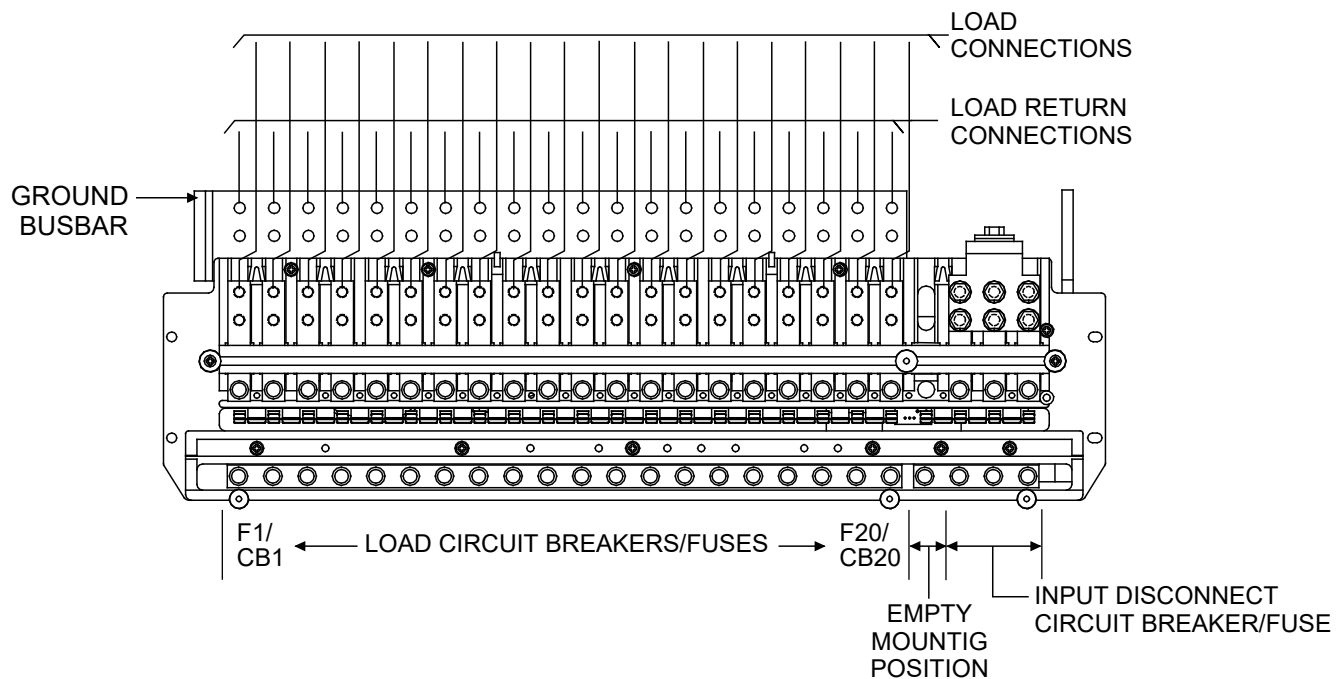 LOAD
CONNECTIONS
LOAD RETURN
CONNECTIONS
GROUND
BUSBAR
F1/
CB1
LOAD CIRCUIT BREAKERS/FUSES
F20/
CB20
EMPTY
MOUNTIG
POSITION
INPUT DISCONNECT
CIRCUIT BREAKER/FUSE